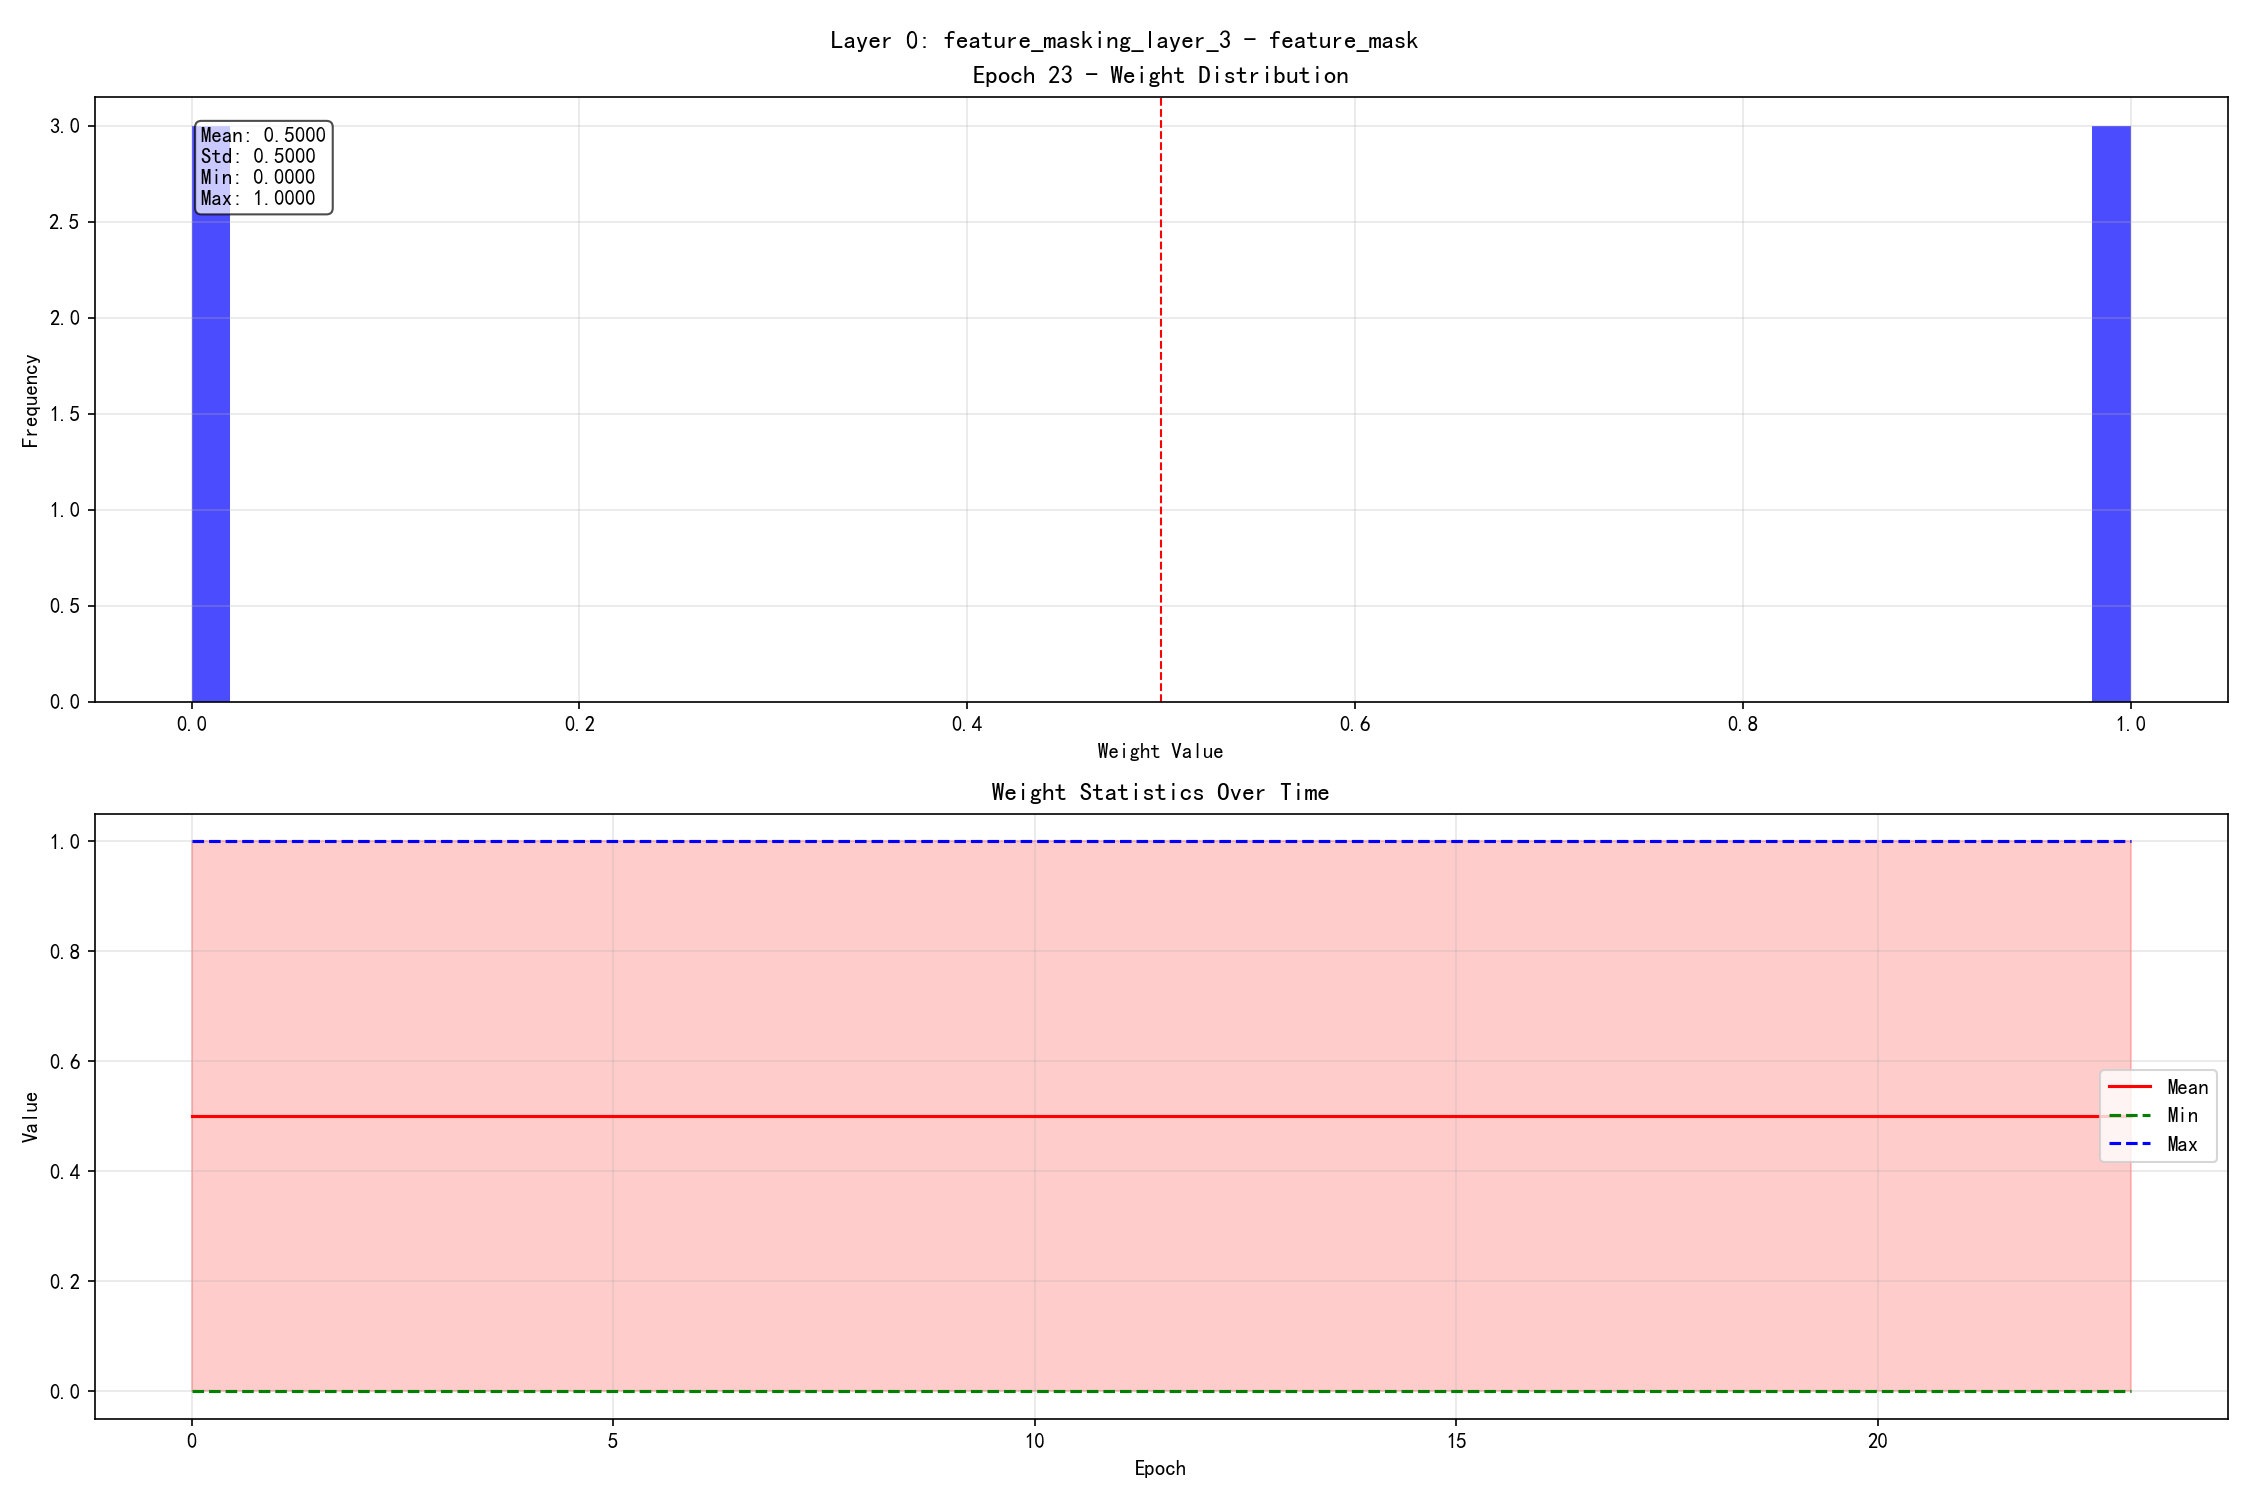 Layer 0: feature_masking_layer_3 - feature_mask
Epoch 23 - Weight Distribution
3.0
2.5
2.0
1.5
1.0
0.5
0.0
Frequency
Mean: 0.5000
Std: 0.5000
Min: 0.0000
Max: 1.0000
0.0 0.2 0.4 0.6 0.8 1.0
Weight Value
Weight Statistics Over Time
1.0
0.8
0.6
0.4
0.2
0.0
Value
Mean
Min
Max
0 5 10 15 20
Epoch